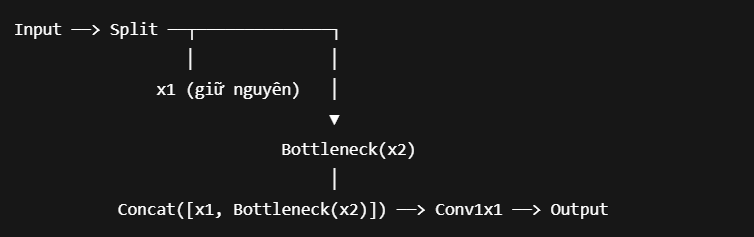 Input ──> Split ──┬──────────────┐
x1 (giữ nguyên)
Bottleneck(x2)
Concat([x1, Bottleneck(x2)]) ──> Conv1x1 ──> Output